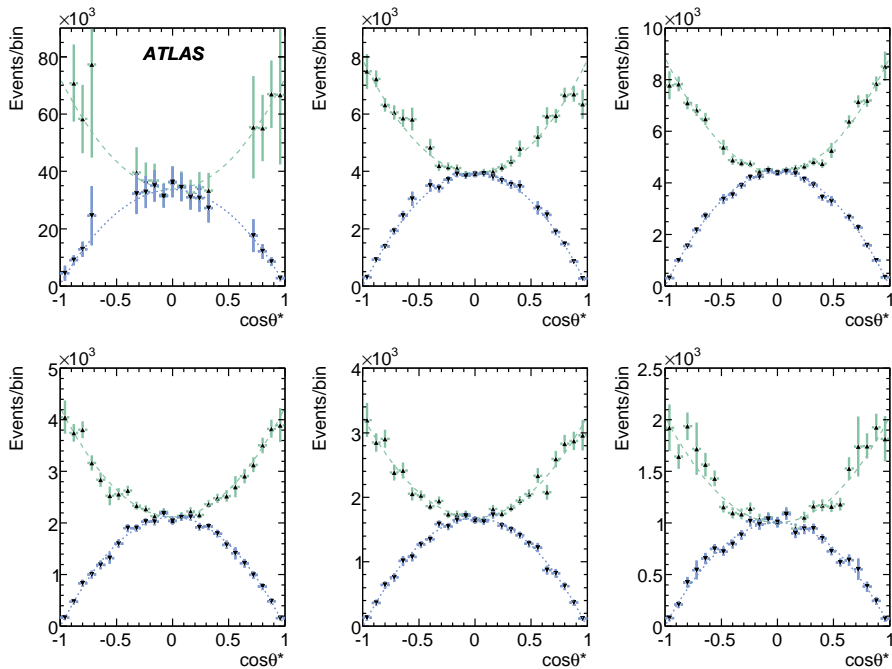 ×10³ ×10³ ×10³
Events/bin 80 60 40 20 0 ATLAS -1 -0.5 0 0.5 1 cosθ*
Events/bin 8 6 4 2 0 -1 -0.5 0 0.5 1 cosθ*
Events/bin 10 8 6 4 2 0 -1 -0.5 0 0.5 1 cosθ*
×10³ ×10³ ×10³
Events/bin 5 4 3 2 1 0 -1 -0.5 0 0.5 1 cosθ*
Events/bin 4 3 2 1 0 -1 -0.5 0 0.5 1 cosθ*
Events/bin 2.5 2 1.5 1 0.5 0 -1 -0.5 0 0.5 1 cosθ*